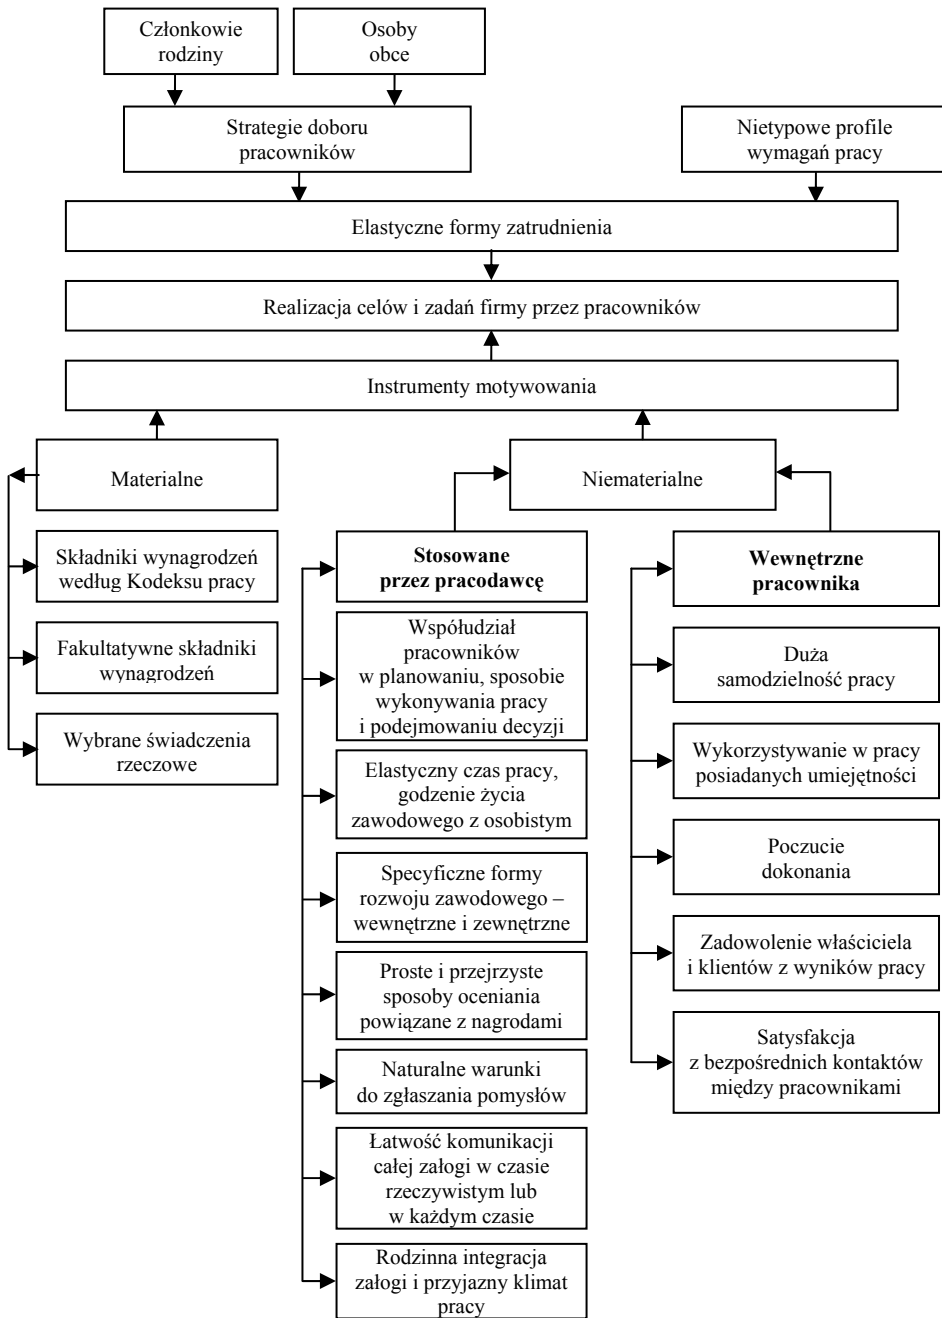 Członkowie
rodziny
Osoby
obce
Strategie doboru
pracowników
Nietypowe profile
wymagań pracy
Elastyczne formy zatrudnienia
Realizacja celów i zadań firmy przez pracowników
Instrumenty motywowania
Materialne
Niematerialne
Składniki wynagrodzeń
według Kodeksu pracy
Fakultatywne składniki
wynagrodzeń
Wybrane świadczenia
rzeczowe
Stosowane
przez pracodawcę
Współudział
pracowników
w planowaniu, sposobie
wykonywania pracy
i podejmowaniu decyzji
Elastyczny czas pracy,
godzenie życia
zawodowego z osobistym
Specyficzne formy
rozwoju zawodowego –
wewnętrzne i zewnętrzne
Proste i przejrzyste
sposoby oceniania
powiązane z nagrodami
Naturalne warunki
do zgłaszania pomysłów
Łatwość komunikacji
całej załogi w czasie
rzeczywistym lub
w każdym czasie
Rodzinna integracja
załogi i przyjazny klimat
pracy
Wewnętrzne
pracownika
Duża
samodzielność pracy
Wykorzystywanie w pracy
posiadanych umiejętności
Poczucie
dokonania
Zadowolenie właściciela
i klientów z wyników pracy
Satysfakcja
z bezpośrednich kontaktów
między pracownikami